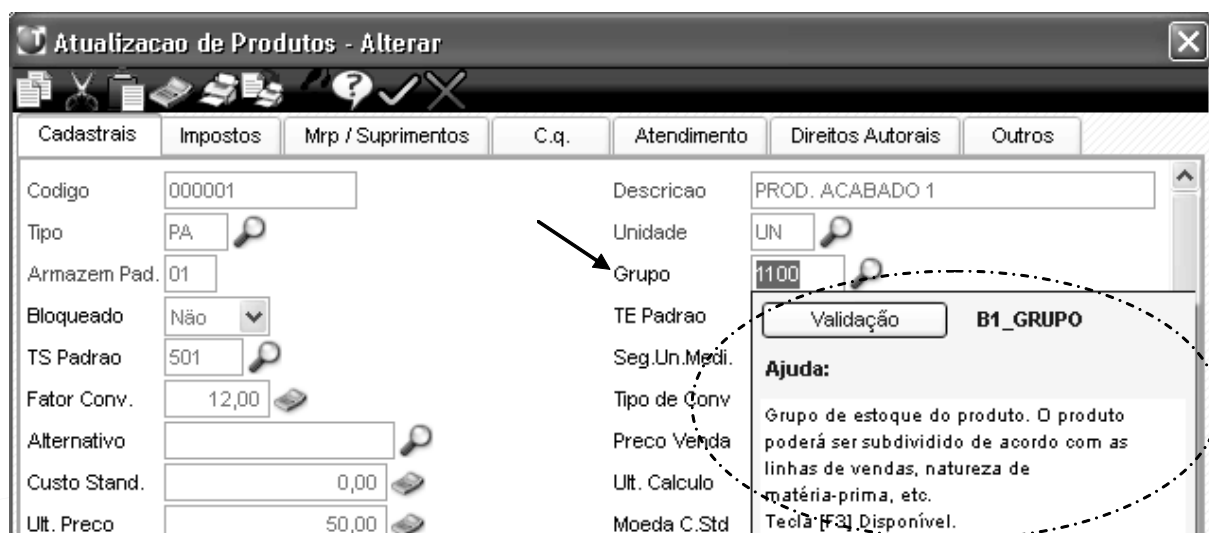 Atualizacao de Produtos - Alterar
Cadastrais Impostos Mrp / Suprimentos C.q. Atendimento Direitos Autorais Outros
Codigo 000001 Descricao PROD. ACABADO 1
Tipo PA Unidade UN
Armazem Pad. 01 Grupo 1100
Bloqueado Não TE Padrao Validação B1_GRUPO
TS Padrao 501 Seg.Un.Medi. Ajuda:
Fator Conv. 12,00 Tipo de Conv Grupo de estoque do produto. O produto
Alternativo Preco Venda poderá ser subdividido de acordo com as
linhas de vendas, natureza de
Custo Stand. 0,00 Ult. Calculo matéria-prima, etc.
Ult. Preco 50,00 Moeda C.Std Tecla [F3] Disponível.